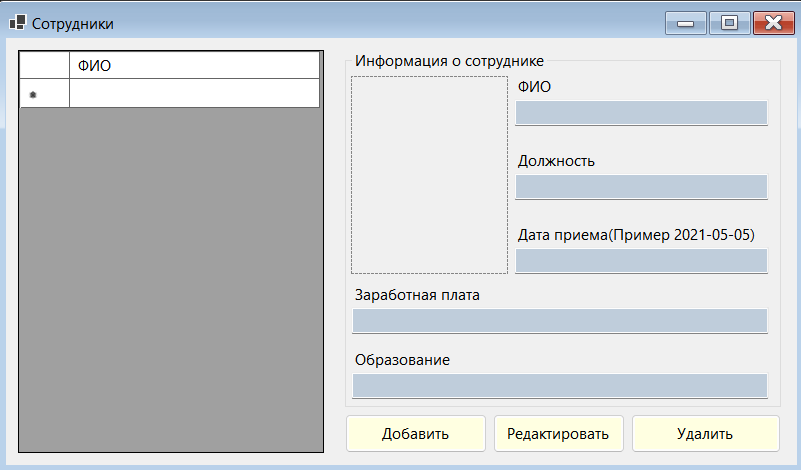 Сотрудники
ФИО
Информация о сотруднике
ФИО
Должность
Дата приема(Пример 2021-05-05)
Заработная плата
Образование
Добавить
Редактировать
Удалить